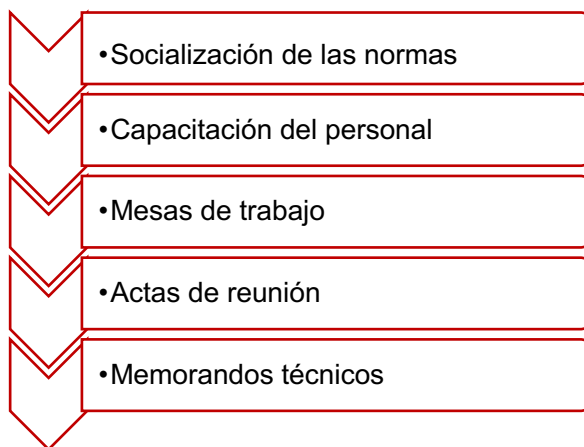 •Socialización de las normas
•Capacitación del personal
•Mesas de trabajo
•Actas de reunión
•Memorandos técnicos